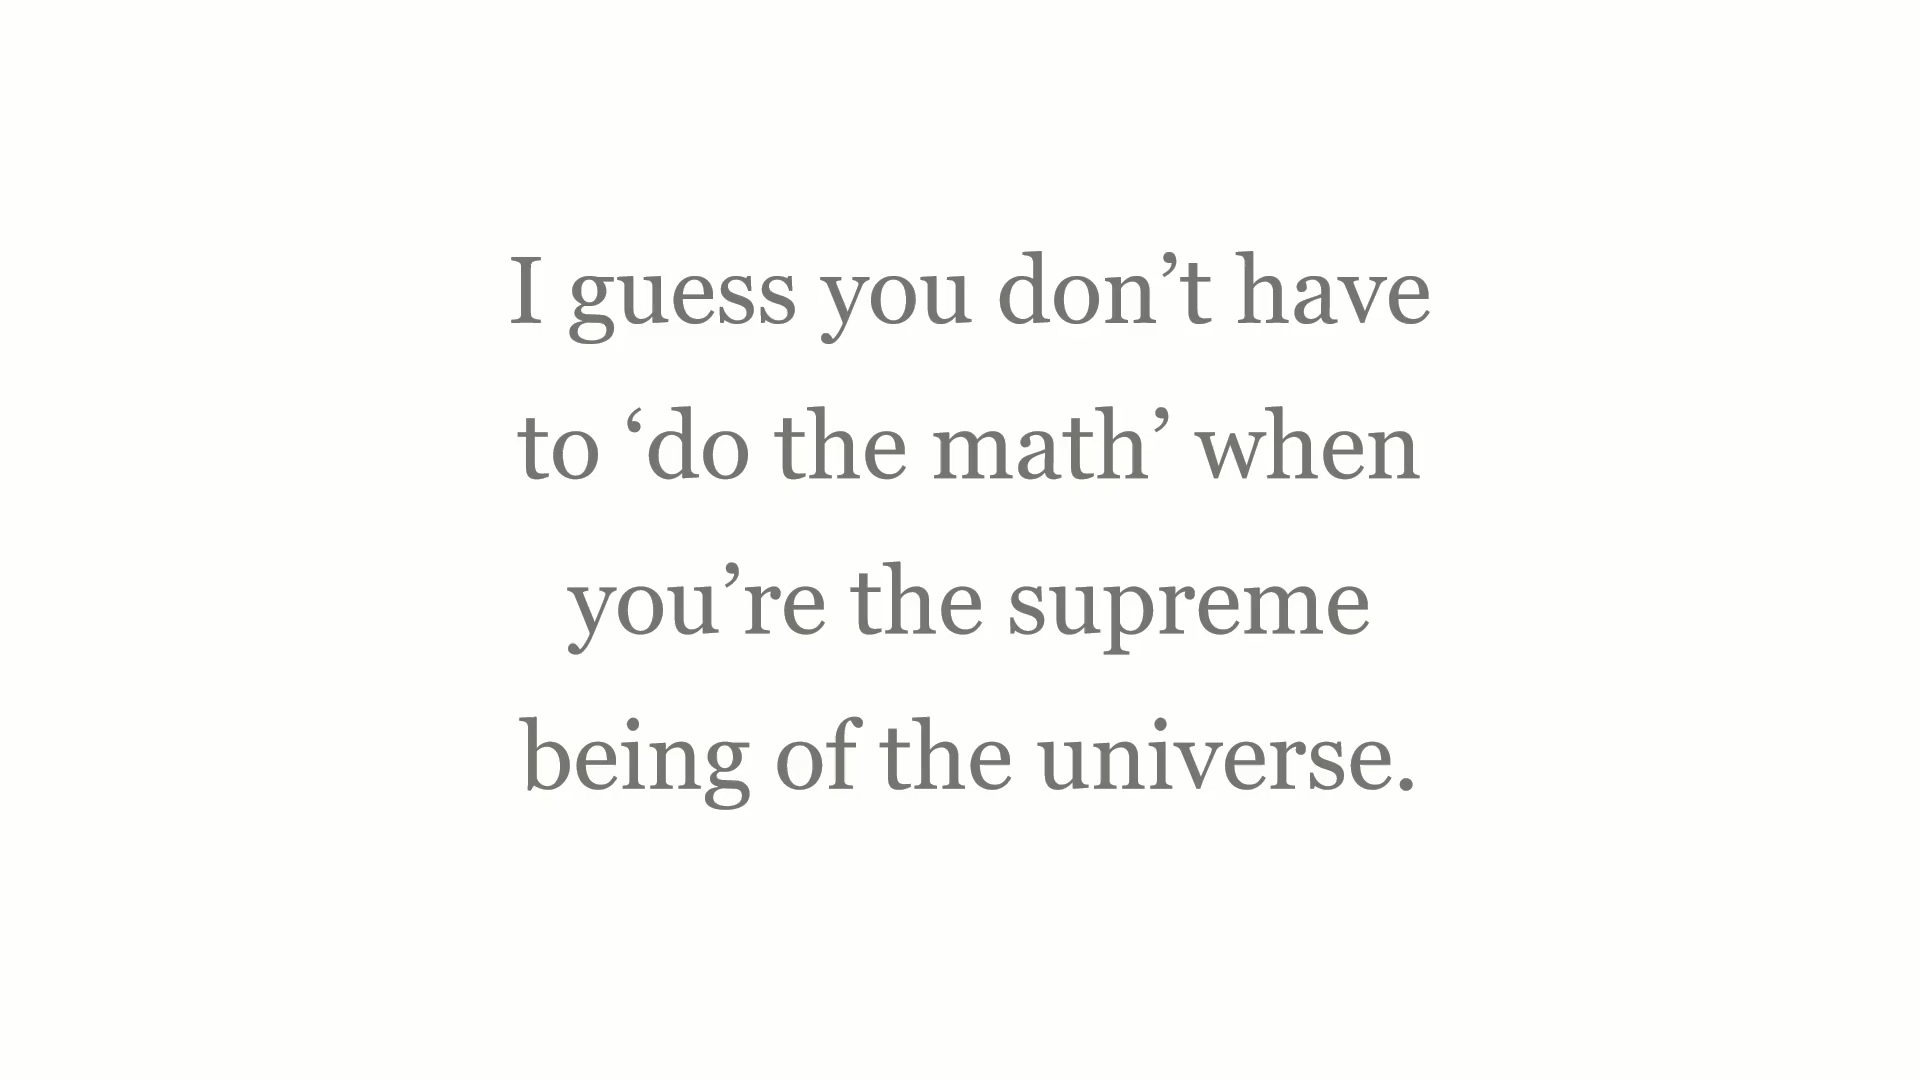 I guess you don’t have
to ‘do the math’ when
you’re the supreme
being of the universe.